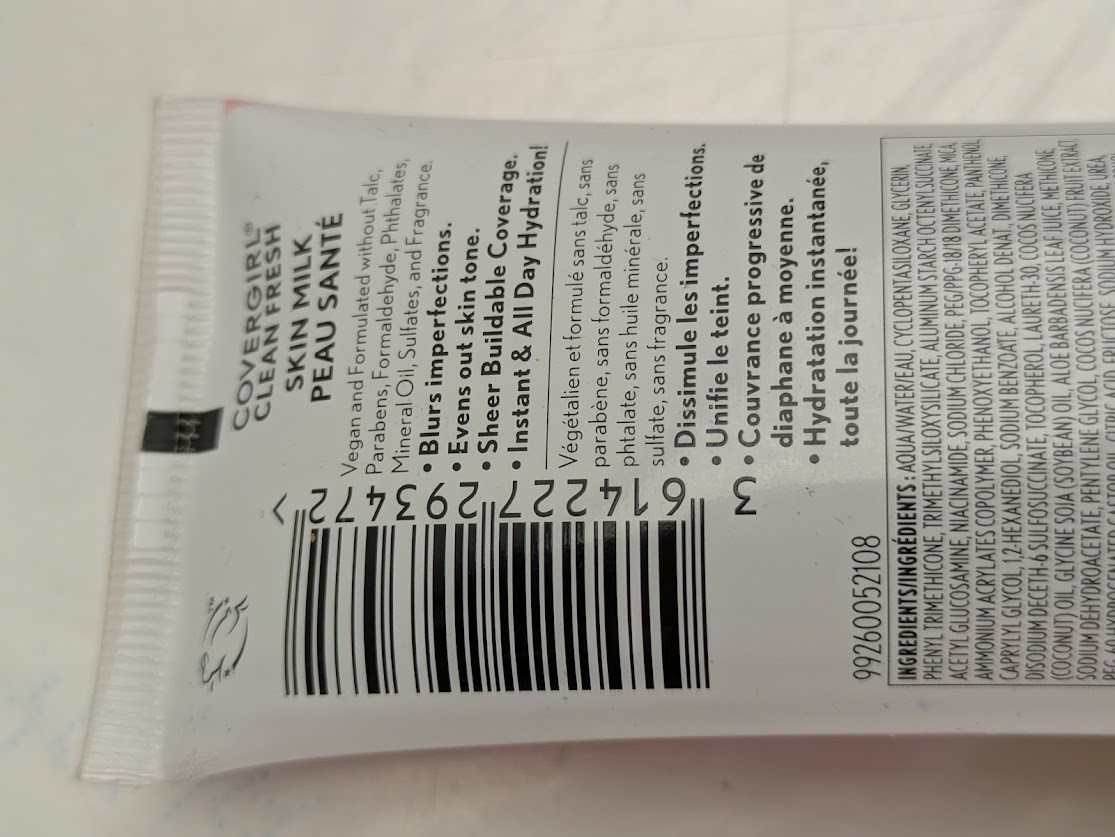 COVERGIRL®
CLEAN FRESH
SKIN MILK
PEAU SANTÉ
Vegan and Formulated without Talc,
Parabens, Formaldehyde, Phthalates,
Mineral Oil, Sulfates, and Fragrance.
• Blurs imperfections.
• Evens out skin tone.
• Sheer Buildable Coverage.
• Instant & All Day Hydration!
Végétalien et formulé sans talc, sans
parabène, sans formaldéhyde, sans
phtalate, sans huile minérale, sans
sulfate, sans fragrance.
• Dissimule les imperfections.
• Unifie le teint.
• Couvrance progressive de
diaphane à moyenne.
• Hydratation instantanée,
toute la journée!
3 614227 293472 >
99260052108
INGREDIENTS/INGRÉDIENTS : AQUA/WATER/EAU, CYCLOPENTASILOXANE, GLYCERIN,
PHENYL TRIMETHICONE, TRIMETHYLSILOXYSILICATE, ALUMINUM STARCH OCTENYLSUCCINATE,
ACETYL GLUCOSAMINE, NIACINAMIDE, SODIUM CHLORIDE, PEG/PPG-18/18 DIMETHICONE, MICA,
AMMONIUM ACRYLATES COPOLYMER, PHENOXYETHANOL, TOCOPHERYL ACETATE, PANTHENOL,
CAPRYLYL GLYCOL, 1,2-HEXANEDIOL, SODIUM BENZOATE, ALCOHOL DENAT., DIMETHICONE,
DISODIUM DECETH-6 SULFOSUCCINATE, TOCOPHEROL, LAURETH-30, COCOS NUCIFERA
(COCONUT) OIL, GLYCINE SOJA (SOYBEAN) OIL, ALOE BARBADENSIS LEAF JUICE, METHICONE,
SODIUM DEHYDROACETATE, PENTYLENE GLYCOL, COCOS NUCIFERA (COCONUT) FRUIT EXTRACT,
FRUCTOSE, SODIUM HYDROXIDE, UREA,